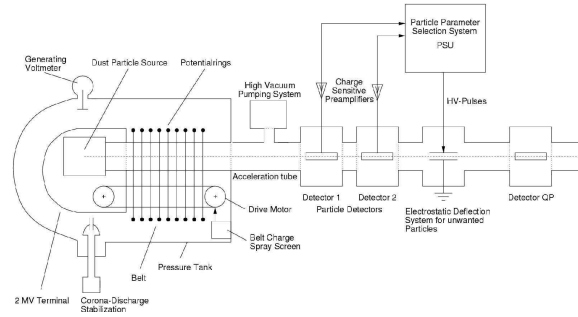 Generating
Voltmeter
Dust Particle Source
Potentialrings
High Vacuum
Pumping System
Charge
Sensitive
Preamplifiers
Particle Parameter
Selection System
PSU
HV-Pulses
Acceleration tube
Detector 1
Detector 2
Particle Detectors
Electrostatic Deflection
System for unwanted
Particles
Detector QP
Drive Motor
Belt Charge
Spray Screen
Pressure Tank
Belt
2 MV Terminal
Corona-Discharge
Stabilization